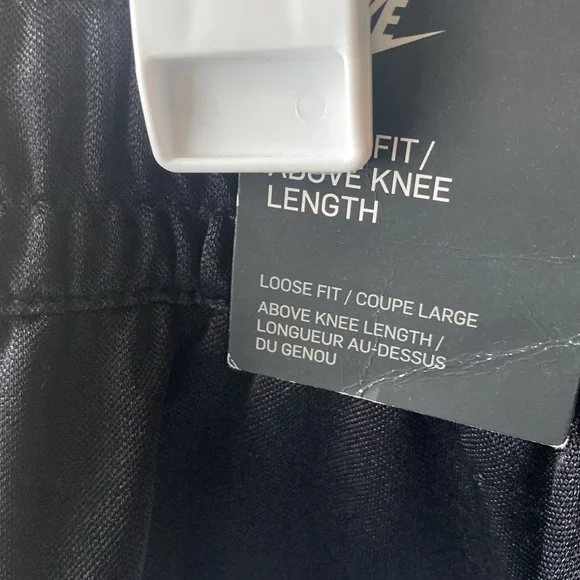 FIT /
ABOVE KNEE
LENGTH
LOOSE FIT / COUPE LARGE
ABOVE KNEE LENGTH /
LONGUEUR AU-DESSUS
DU GENOU